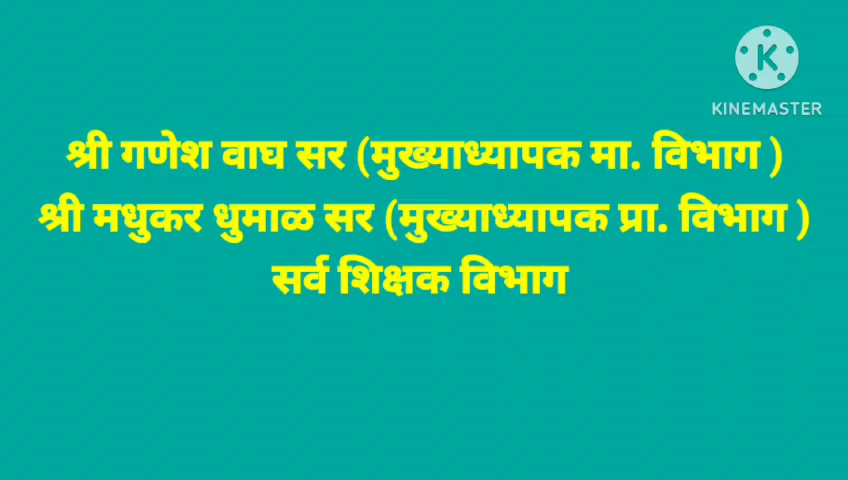 KINEMASTER
श्री गणेश वाघ सर (मुख्याध्यापक मा. विभाग )
श्री मधुकर धुमाळ सर (मुख्याध्यापक प्रा. विभाग )
सर्व शिक्षक विभाग